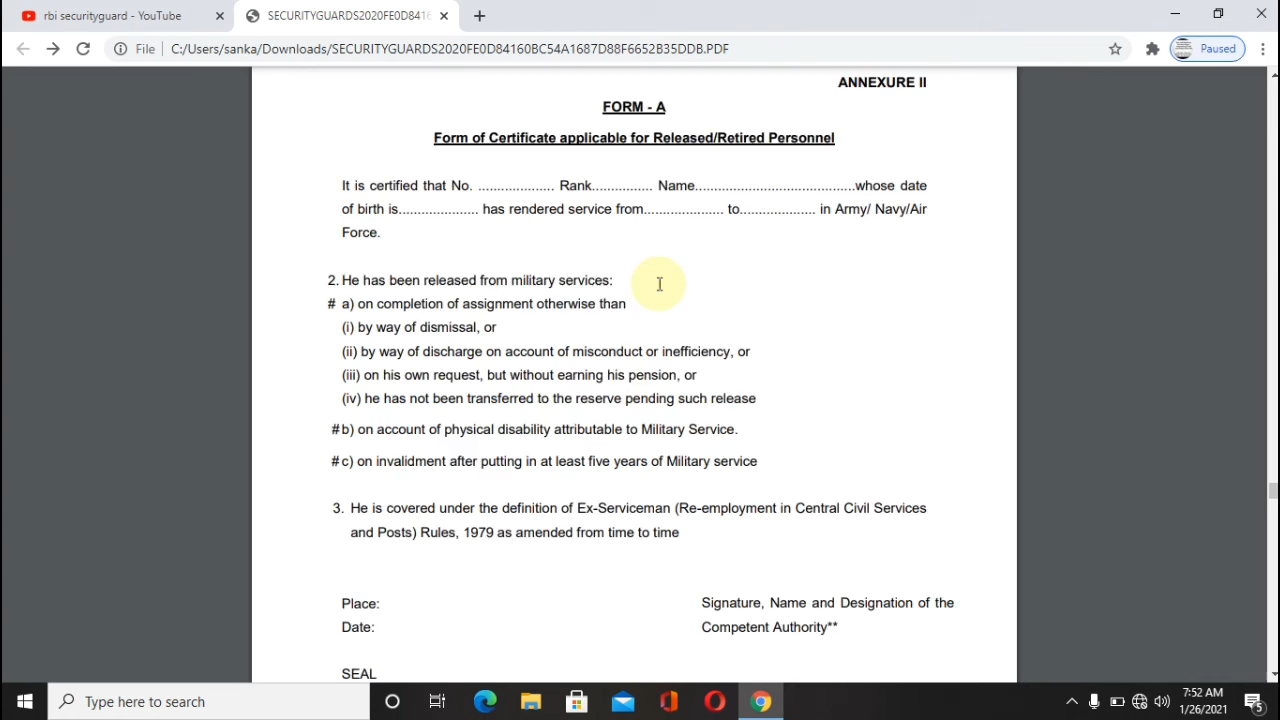 rbi securityguard - YouTube
SECURITYGUARDS2020FE0D8416
File
C:/Users/sanka/Downloads/SECURITYGUARDS2020FE0D84160BC54A1687D88F6652B35DDB.PDF
Paused
ANNEXURE II
FORM - A
Form of Certificate applicable for Released/Retired Personnel
It is certified that No. .................... Rank................ Name..........................................whose date
of birth is..................... has rendered service from..................... to.................... in Army/ Navy/Air
Force.
2. He has been released from military services:
# a) on completion of assignment otherwise than
(i) by way of dismissal, or
(ii) by way of discharge on account of misconduct or inefficiency, or
(iii) on his own request, but without earning his pension, or
(iv) he has not been transferred to the reserve pending such release
# b) on account of physical disability attributable to Military Service.
# c) on invalidment after putting in at least five years of Military service
3. He is covered under the definition of Ex-Serviceman (Re-employment in Central Civil Services
and Posts) Rules, 1979 as amended from time to time
Place:
Date:
Signature, Name and Designation of the
Competent Authority**
SEAL
Type here to search
7:52 AM
1/26/2021
5